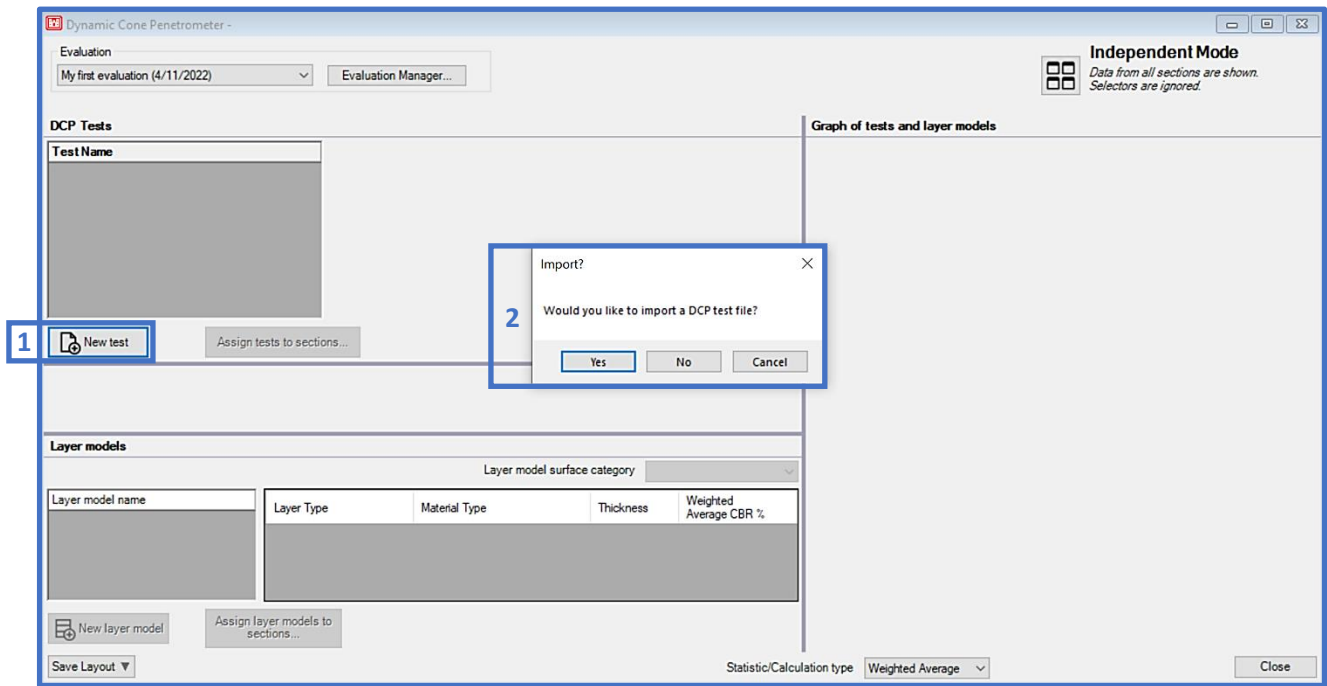 Dynamic Cone Penetrometer -
Evaluation
My first evaluation (4/11/2022)
Evaluation Manager...
Independent Mode
Data from all sections are shown.
Selectors are ignored.
DCP Tests
Graph of tests and layer models
Test Name
Import?
Would you like to import a DCP test file?
2
Yes
No
Cancel
1
New test
Assign tests to sections...
Layer models
Layer model surface category
Layer model name
Layer Type
Material Type
Thickness
Weighted
Average CBR %
New layer model
Assign layer models to
sections...
Save Layout ▼
Statistic/Calculation type
Weighted Average
Close